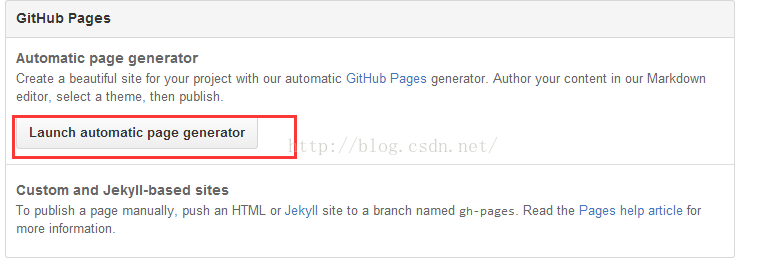 GitHub Pages
Automatic page generator
Create a beautiful site for your project with our automatic GitHub Pages generator. Author your content in our Markdown
editor, select a theme, then publish.
Launch automatic page generator
http://blog.csdn.net/
Custom and Jekyll-based sites
To publish a page manually, push an HTML or Jekyll site to a branch named gh-pages. Read the Pages help article for
more information.